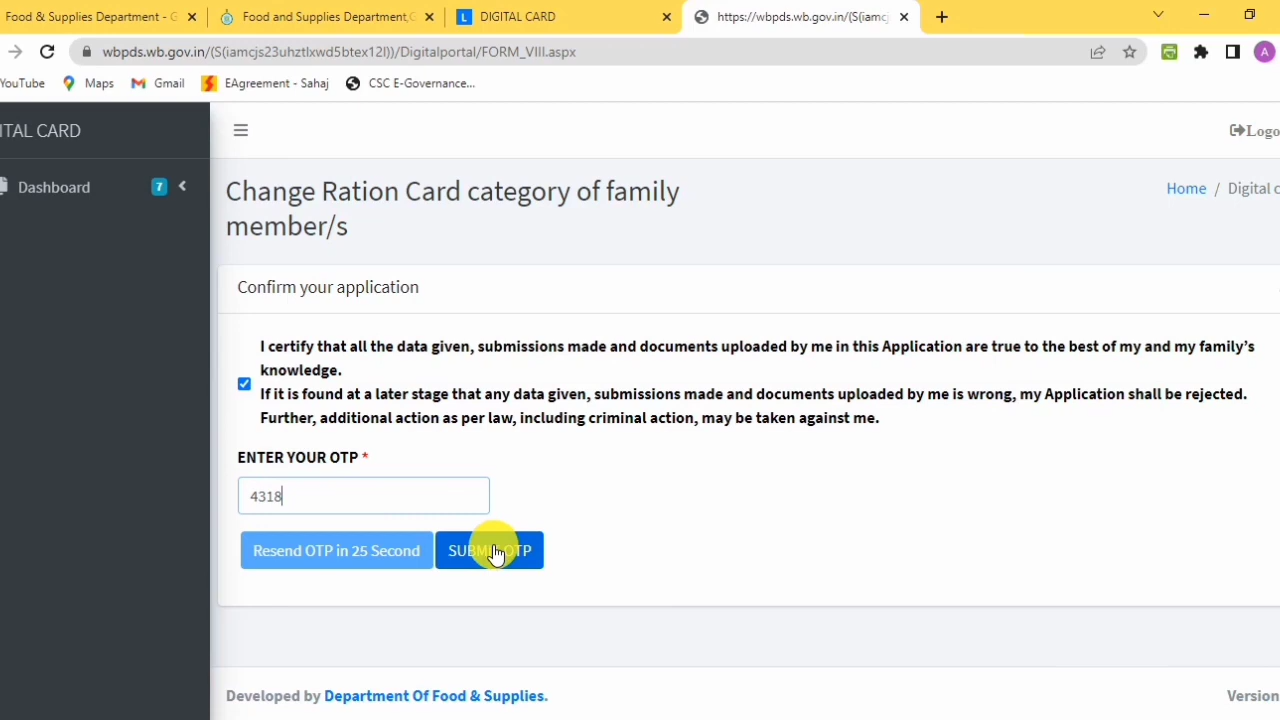 Food & Supplies Department - G
Food and Supplies Department,G
DIGITAL CARD
https://wbpds.wb.gov.in/(S(iamcj
wbpds.wb.gov.in/(S(iamcjs23uhztlxwd5btex12l))/Digitalportal/FORM_VIII.aspx
A
YouTube
Maps
Gmail
EAgreement - Sahaj
CSC E-Governance...
ITAL CARD
Logo
Dashboard
7
Change Ration Card category of family
member/s
Home / Digital c
Confirm your application
I certify that all the data given, submissions made and documents uploaded by me in this Application are true to the best of my and my family's
knowledge.
If it is found at a later stage that any data given, submissions made and documents uploaded by me is wrong, my Application shall be rejected.
Further, additional action as per law, including criminal action, may be taken against me.
ENTER YOUR OTP *
4318
Resend OTP in 25 Second
SUBMIT OTP
Developed by Department Of Food & Supplies.
Version